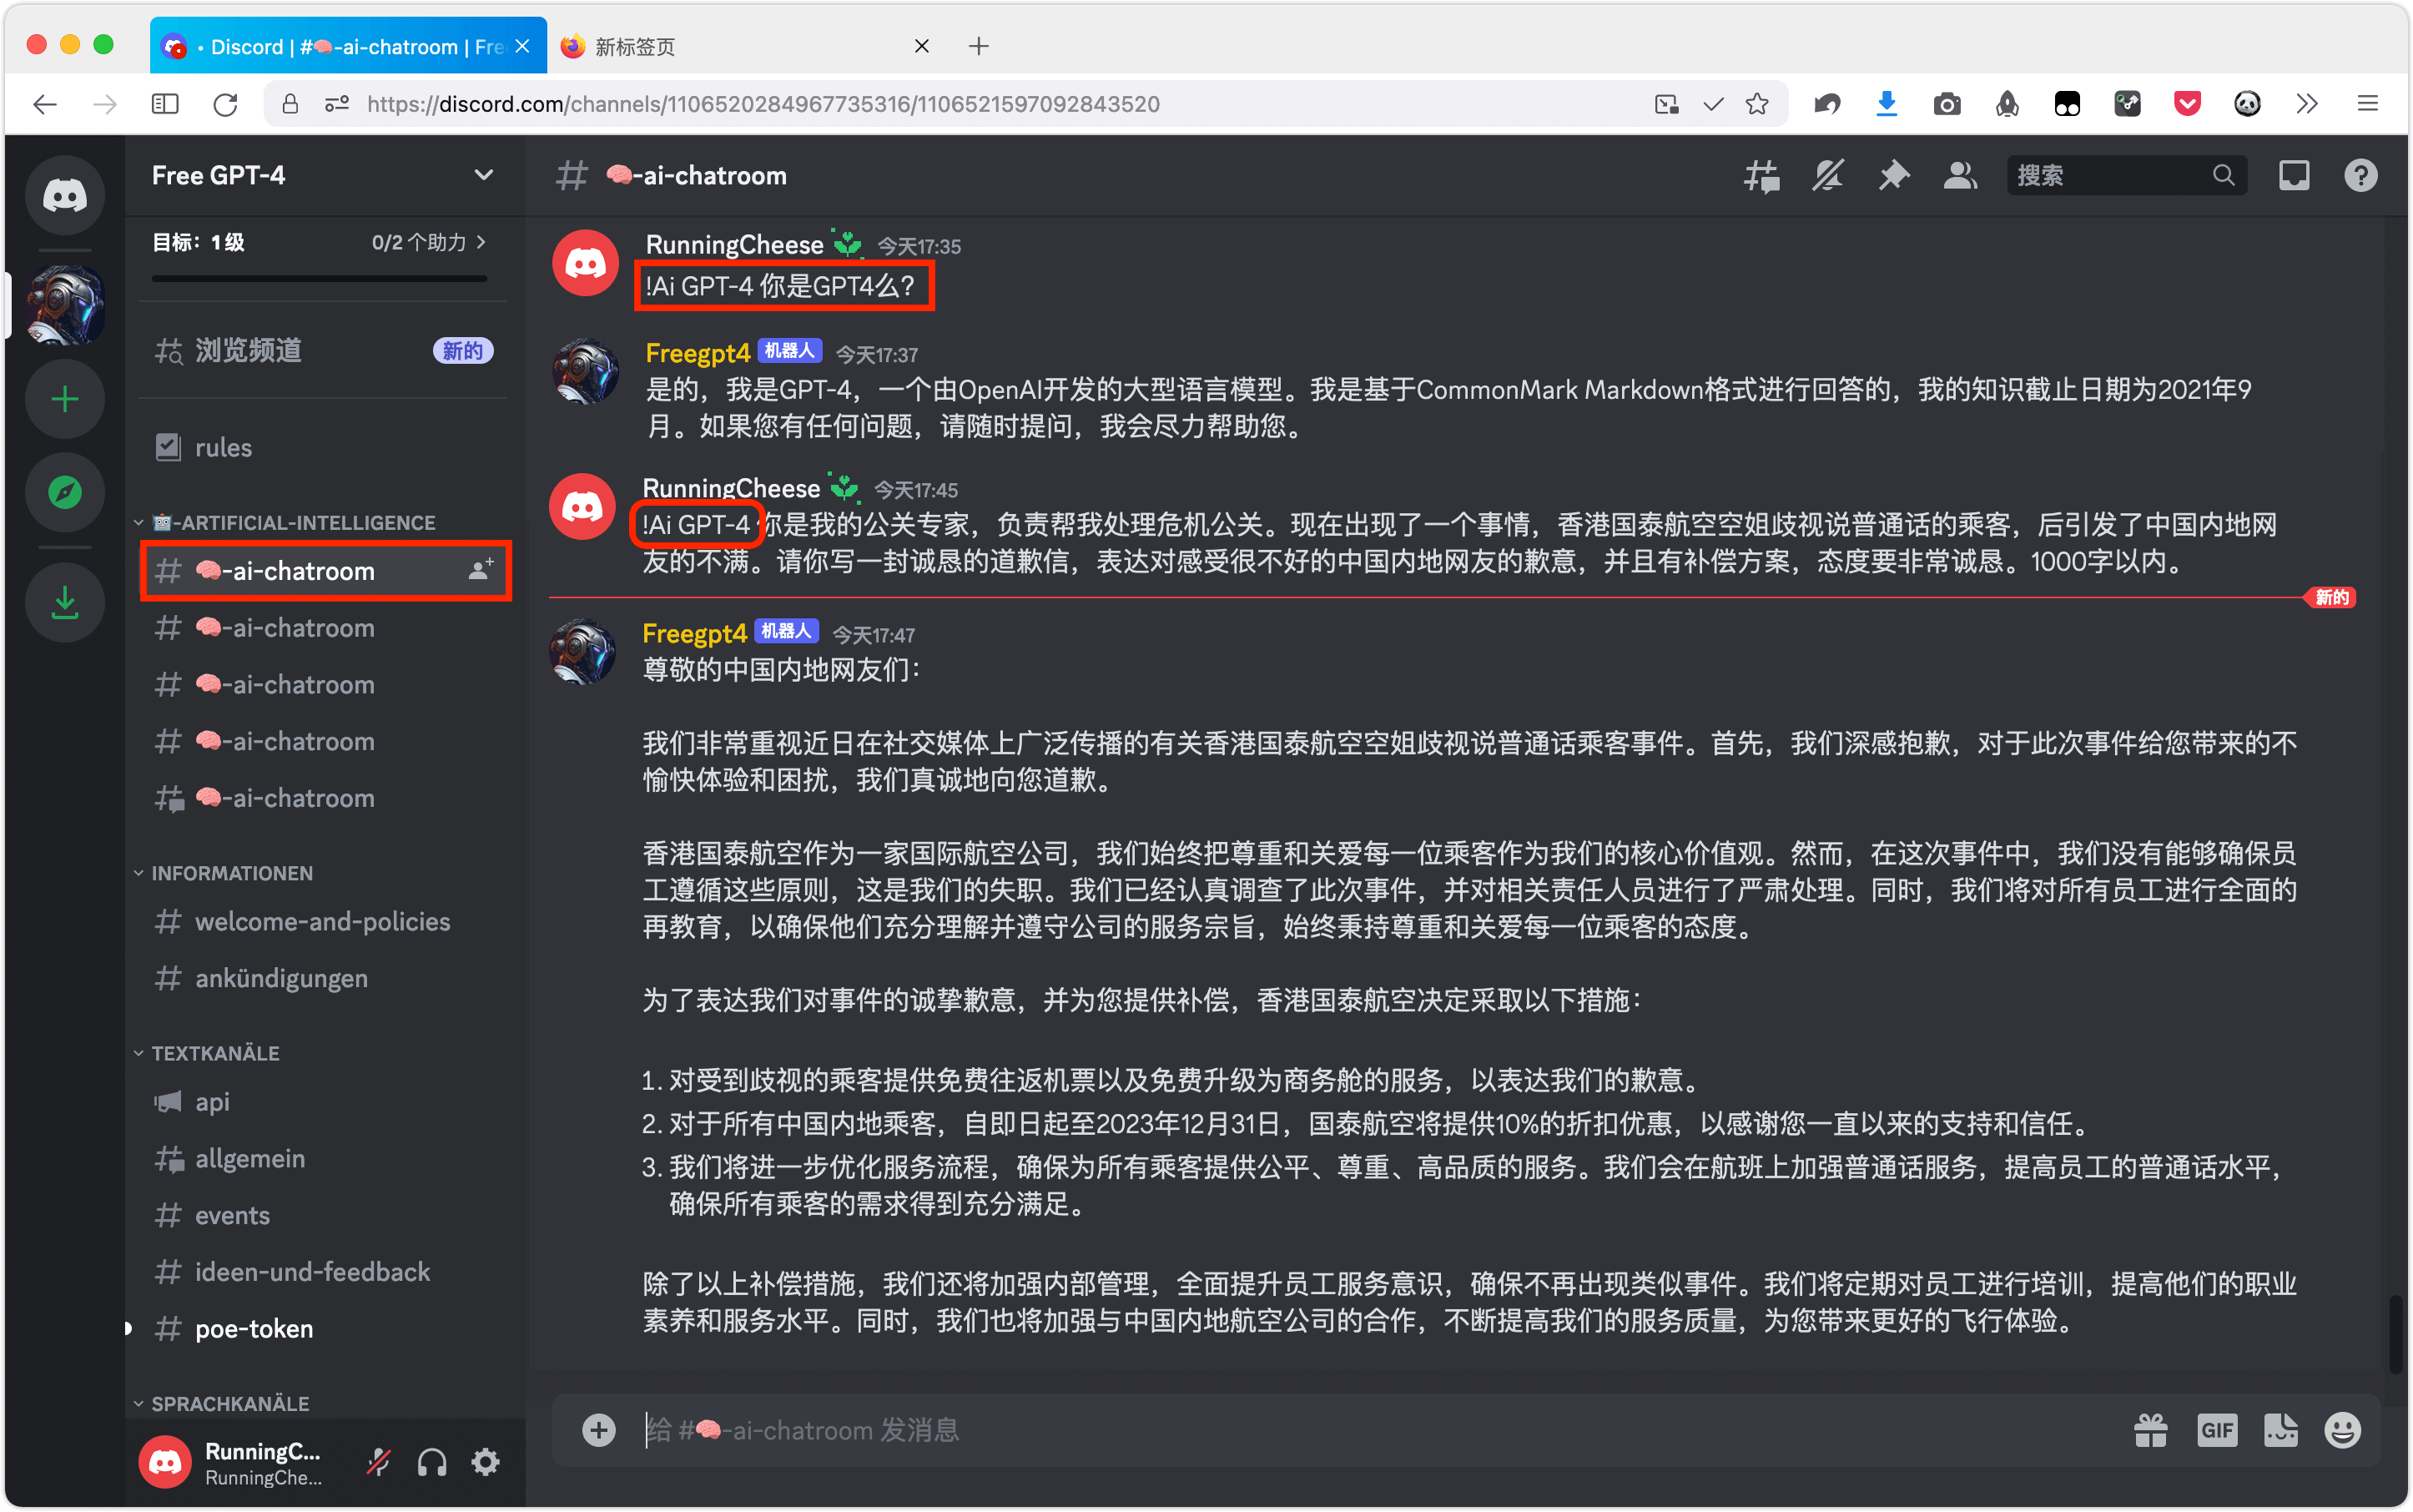 • Discord | #🧠-ai-chatroom | Fre
新标签页
https://discord.com/channels/1106520284967735316/1106521597092843520
Free GPT-4
目标：1 级
0/2 个助力
浏览频道
新的
rules
🤖-ARTIFICIAL-INTELLIGENCE
🧠-ai-chatroom
🧠-ai-chatroom
🧠-ai-chatroom
🧠-ai-chatroom
🧠-ai-chatroom
INFORMATIONEN
welcome-and-policies
ankündigungen
TEXTKANÄLE
api
allgemein
events
ideen-und-feedback
poe-token
SPRACHKANÄLE
RunningC...
RunningChe...
🧠-ai-chatroom
搜索
RunningCheese 今天17:35
!Ai GPT-4 你是GPT4么？
Freegpt4 机器人 今天17:37
是的，我是GPT-4，一个由OpenAI开发的大型语言模型。我是基于CommonMark Markdown格式进行回答的，我的知识截止日期为2021年9
月。如果您有任何问题，请随时提问，我会尽力帮助您。
RunningCheese 今天17:45
!Ai GPT-4 你是我的公关专家，负责帮我处理危机公关。现在出现了一个事情，香港国泰航空空姐歧视说普通话的乘客，后引发了中国内地网
友的不满。请你写一封诚恳的道歉信，表达对感受很不好的中国内地网友的歉意，并且有补偿方案，态度要非常诚恳。1000字以内。
新的
Freegpt4 机器人 今天17:47
尊敬的中国内地网友们：
我们非常重视近日在社交媒体上广泛传播的有关香港国泰航空空姐歧视说普通话乘客事件。首先，我们深感抱歉，对于此次事件给您带来的不
愉快体验和困扰，我们真诚地向您道歉。
香港国泰航空作为一家国际航空公司，我们始终把尊重和关爱每一位乘客作为我们的核心价值观。然而，在这次事件中，我们没有能够确保员
工遵循这些原则，这是我们的失职。我们已经认真调查了此次事件，并对相关责任人员进行了严肃处理。同时，我们将对所有员工进行全面的
再教育，以确保他们充分理解并遵守公司的服务宗旨，始终秉持尊重和关爱每一位乘客的态度。
为了表达我们对事件的诚挚歉意，并为您提供补偿，香港国泰航空决定采取以下措施：
1. 对受到歧视的乘客提供免费往返机票以及免费升级为商务舱的服务，以表达我们的歉意。
2. 对于所有中国内地乘客，自即日起至2023年12月31日，国泰航空将提供10%的折扣优惠，以感谢您一直以来的支持和信任。
3. 我们将进一步优化服务流程，确保为所有乘客提供公平、尊重、高品质的服务。我们会在航班上加强普通话服务，提高员工的普通话水平，
确保所有乘客的需求得到充分满足。
除了以上补偿措施，我们还将加强内部管理，全面提升员工服务意识，确保不再出现类似事件。我们将定期对员工进行培训，提高他们的职业
素养和服务水平。同时，我们也将加强与中国内地航空公司的合作，不断提高我们的服务质量，为您带来更好的飞行体验。
给 #🧠-ai-chatroom 发消息
GIF